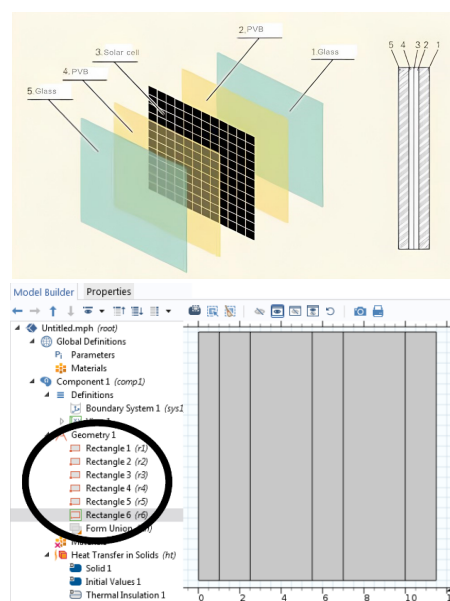 2.PVB
3.Solar cell
1.Glass
5 4 3 2 1
4.PVB
5.Glass
Model Builder Properties
Untitled.mph (root)
Global Definitions
Pi Parameters
Materials
Component 1 (comp1)
Definitions
Boundary System 1 (sys1
Geometry 1
Rectangle 1 (r1)
Rectangle 2 (r2)
Rectangle 3 (r3)
Rectangle 4 (r4)
Rectangle 5 (r5)
Rectangle 6 (r6)
Form Union
Heat Transfer in Solids (ht)
Solid 1
Initial Values 1
Thermal Insulation 1
0 2 4 6 8 10